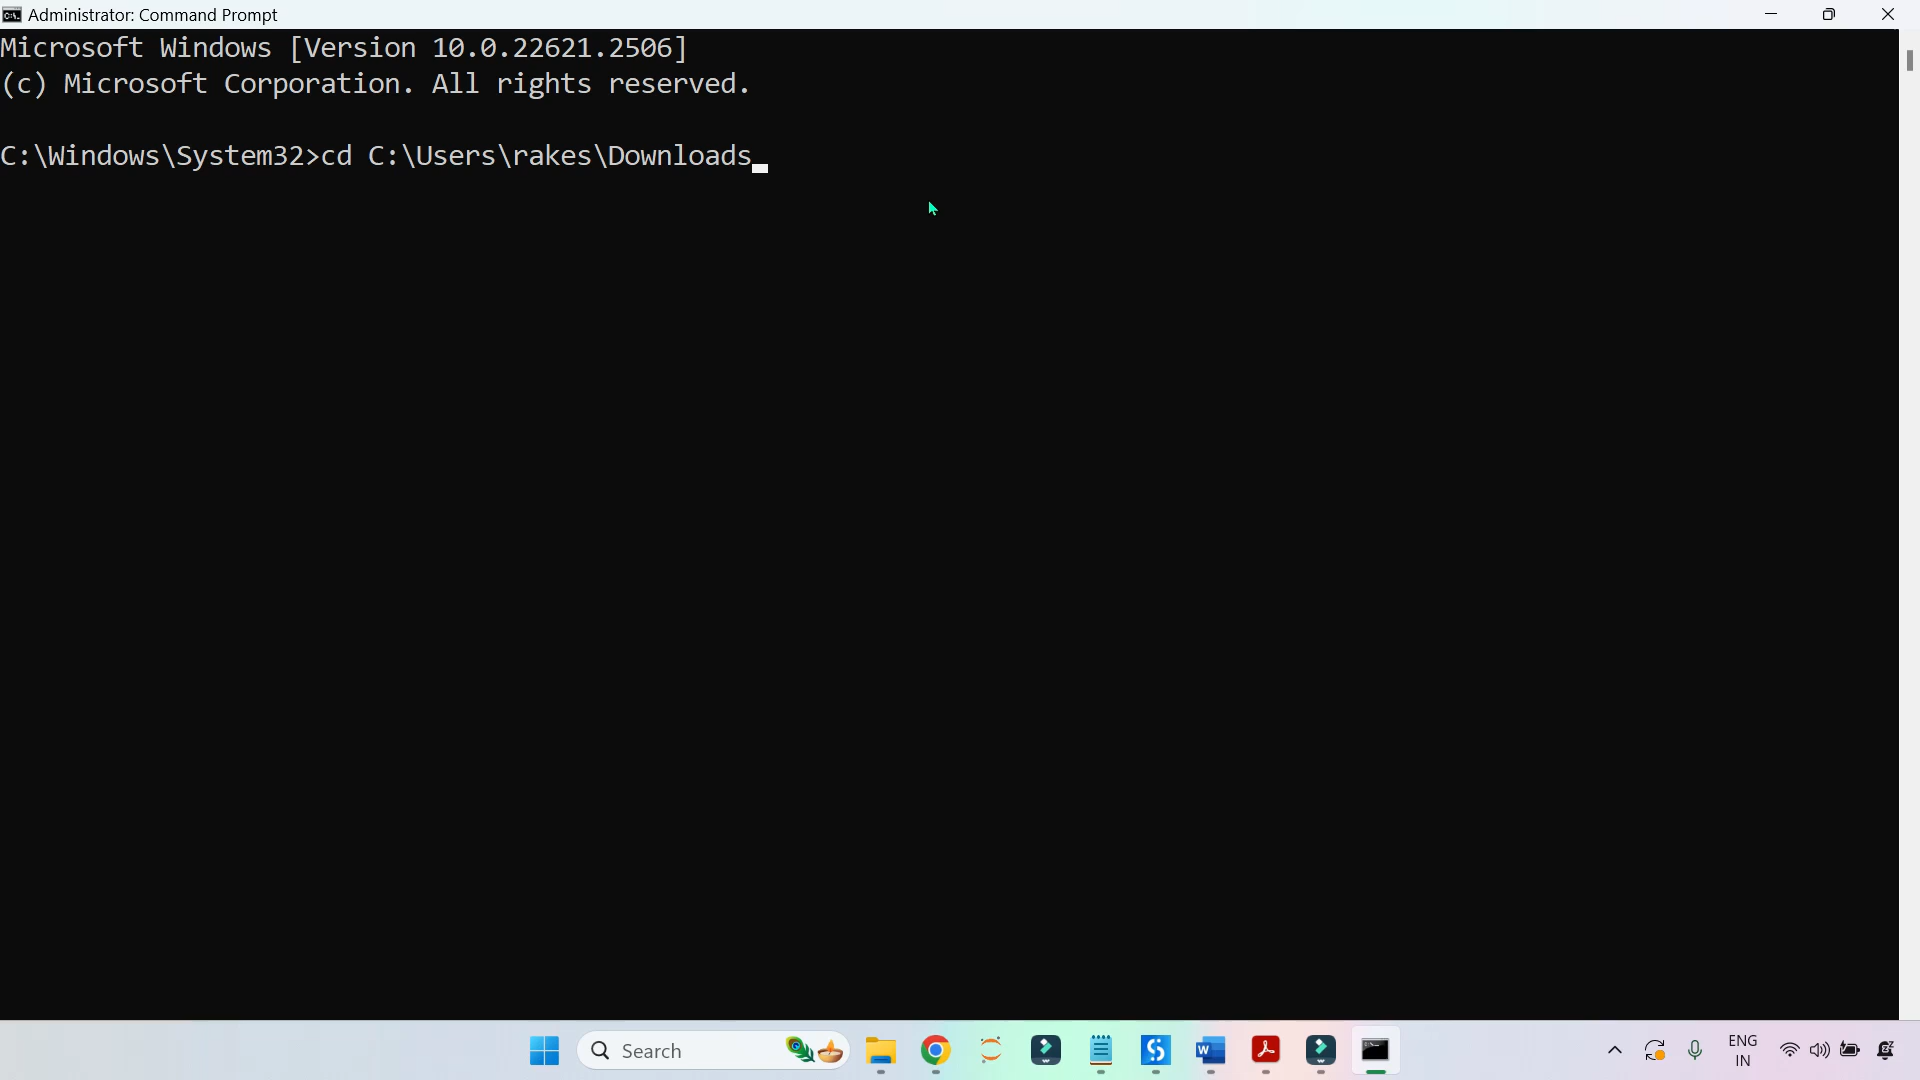 Administrator: Command Prompt
Microsoft Windows [Version 10.0.22621.2506]
(c) Microsoft Corporation. All rights reserved.
C:\Windows\System32>cd C:\Users\rakes\Downloads
Search
ENG
IN